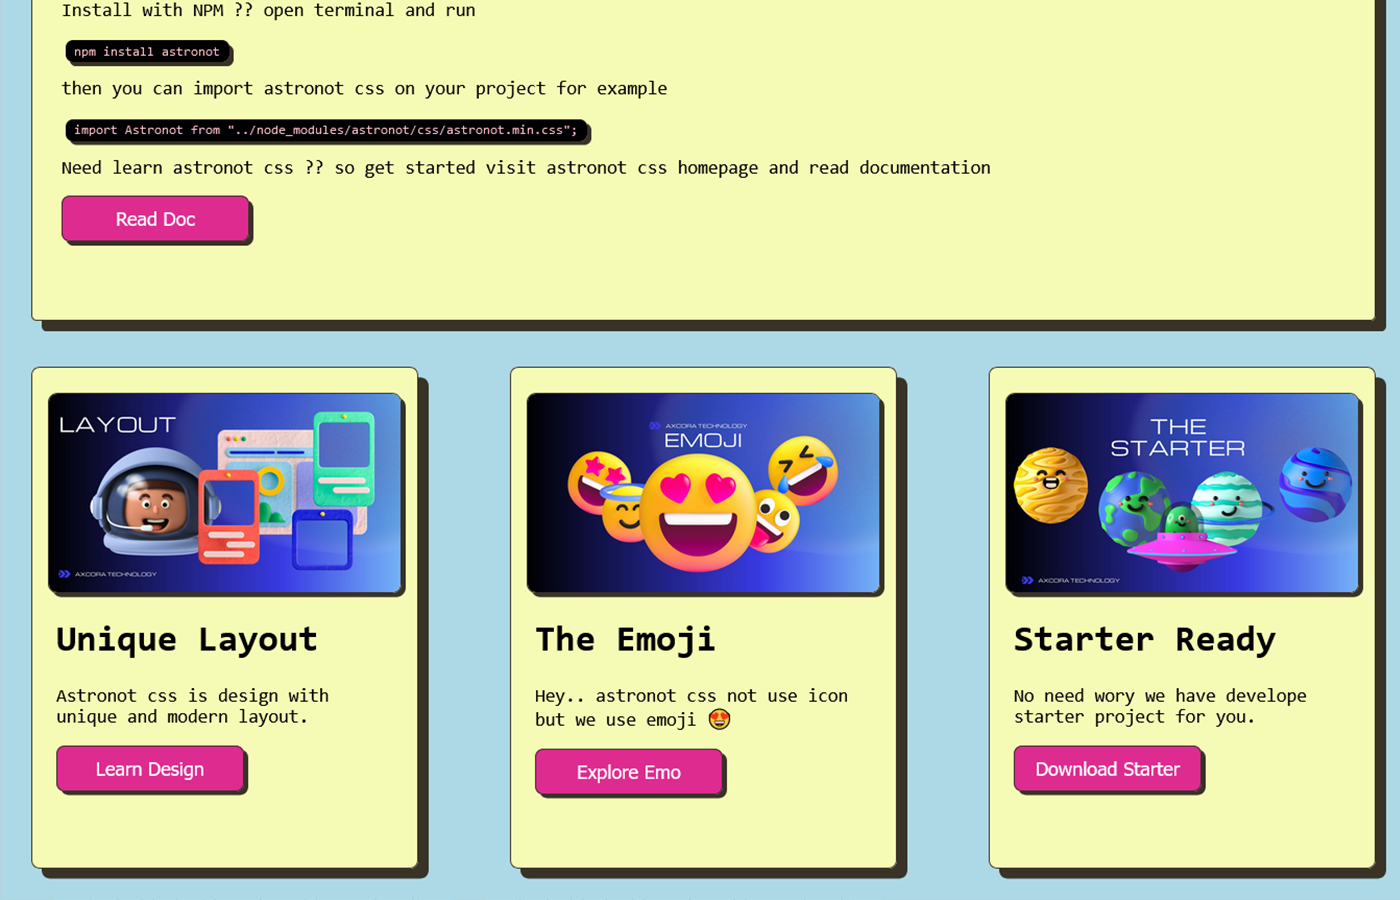 Install with NPM ?? open terminal and run
npm install astronot
then you can import astronot css on your project for example
import Astronot from "../node_modules/astronot/css/astronot.min.css";
Need learn astronot css ?? so get started visit astronot css homepage and read documentation
Read Doc
LAYOUT
AXCORA TECHNOLOGY
Unique Layout
Astronot css is design with
unique and modern layout.
Learn Design
AXCORA TECHNOLOGY
EMOJI
The Emoji
Hey.. astronot css not use icon
but we use emoji 😍
Explore Emo
THE
STARTER
AXCORA TECHNOLOGY
Starter Ready
No need wory we have develope
starter project for you.
Download Starter